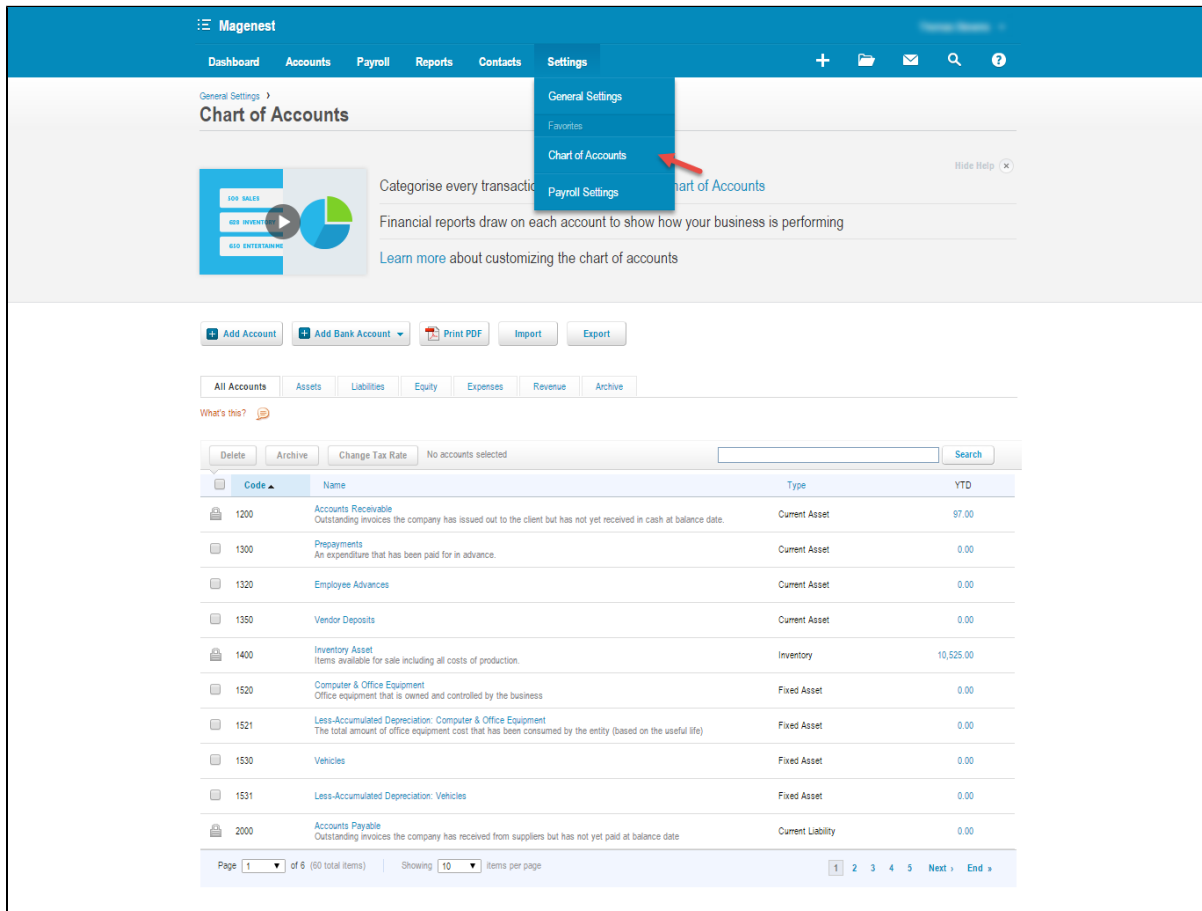 Magenest
Dashboard Accounts Payroll Reports Contacts Settings
General Settings
Favorites
Chart of Accounts
Payroll Settings
General Settings ›
Chart of Accounts
Hide Help
200 SALES
INVENTORY
ENTERTAINME
Categorise every transactio hart of Accounts
Financial reports draw on each account to show how your business is performing
Learn more about customizing the chart of accounts
Add Account Add Bank Account Print PDF Import Export
All Accounts Assets Liabilities Equity Expenses Revenue Archive
What's this?
Delete Archive Change Tax Rate No accounts selected Search
Code Name Type YTD
1200 Accounts Receivable Current Asset 97.00
Outstanding invoices the company has issued out to the client but has not yet received in cash at balance date.
1300 Prepayments Current Asset 0.00
An expenditure that has been paid for in advance.
1320 Employee Advances Current Asset 0.00
1350 Vendor Deposits Current Asset 0.00
1400 Inventory Asset Inventory 10,525.00
Items available for sale including all costs of production.
1520 Computer & Office Equipment Fixed Asset 0.00
Office equipment that is owned and controlled by the business
1521 Less-Accumulated Depreciation: Computer & Office Equipment Fixed Asset 0.00
The total amount of office equipment cost that has been consumed by the entity (based on the useful life)
1530 Vehicles Fixed Asset 0.00
1531 Less-Accumulated Depreciation: Vehicles Fixed Asset 0.00
2000 Accounts Payable Current Liability 0.00
Outstanding invoices the company has received from suppliers but has not yet paid at balance date
Page 1 of 6 (60 total items) Showing 10 items per page 1 2 3 4 5 Next › End »